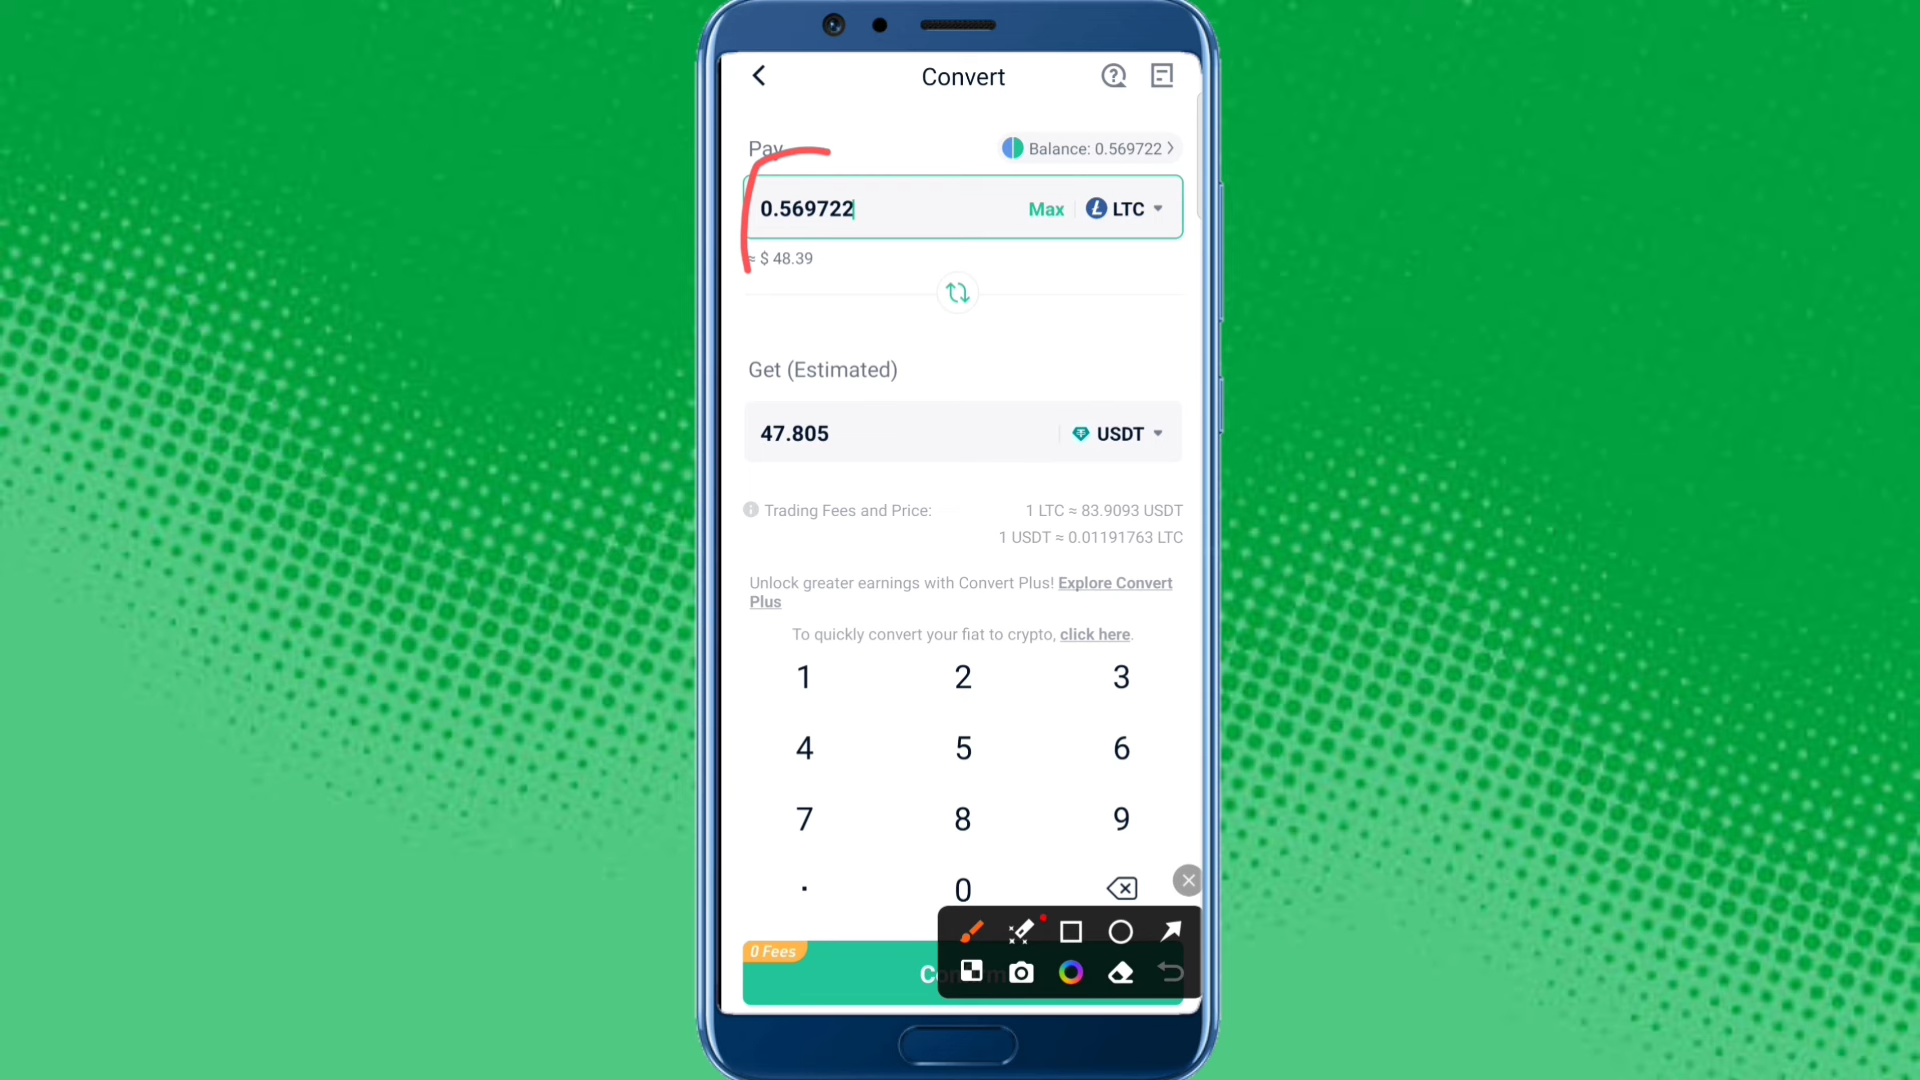 Convert
Pay
Balance: 0.569722
0.569722 Max LTC
≈ $ 48.39
Get (Estimated)
47.805 USDT
Trading Fees and Price: 1 LTC ≈ 83.9093 USDT
1 USDT ≈ 0.01191763 LTC
Unlock greater earnings with Convert Plus! Explore Convert
Plus
To quickly convert your fiat to crypto, click here.
1 2 3
4 5 6
7 8 9
. 0
0 Fees